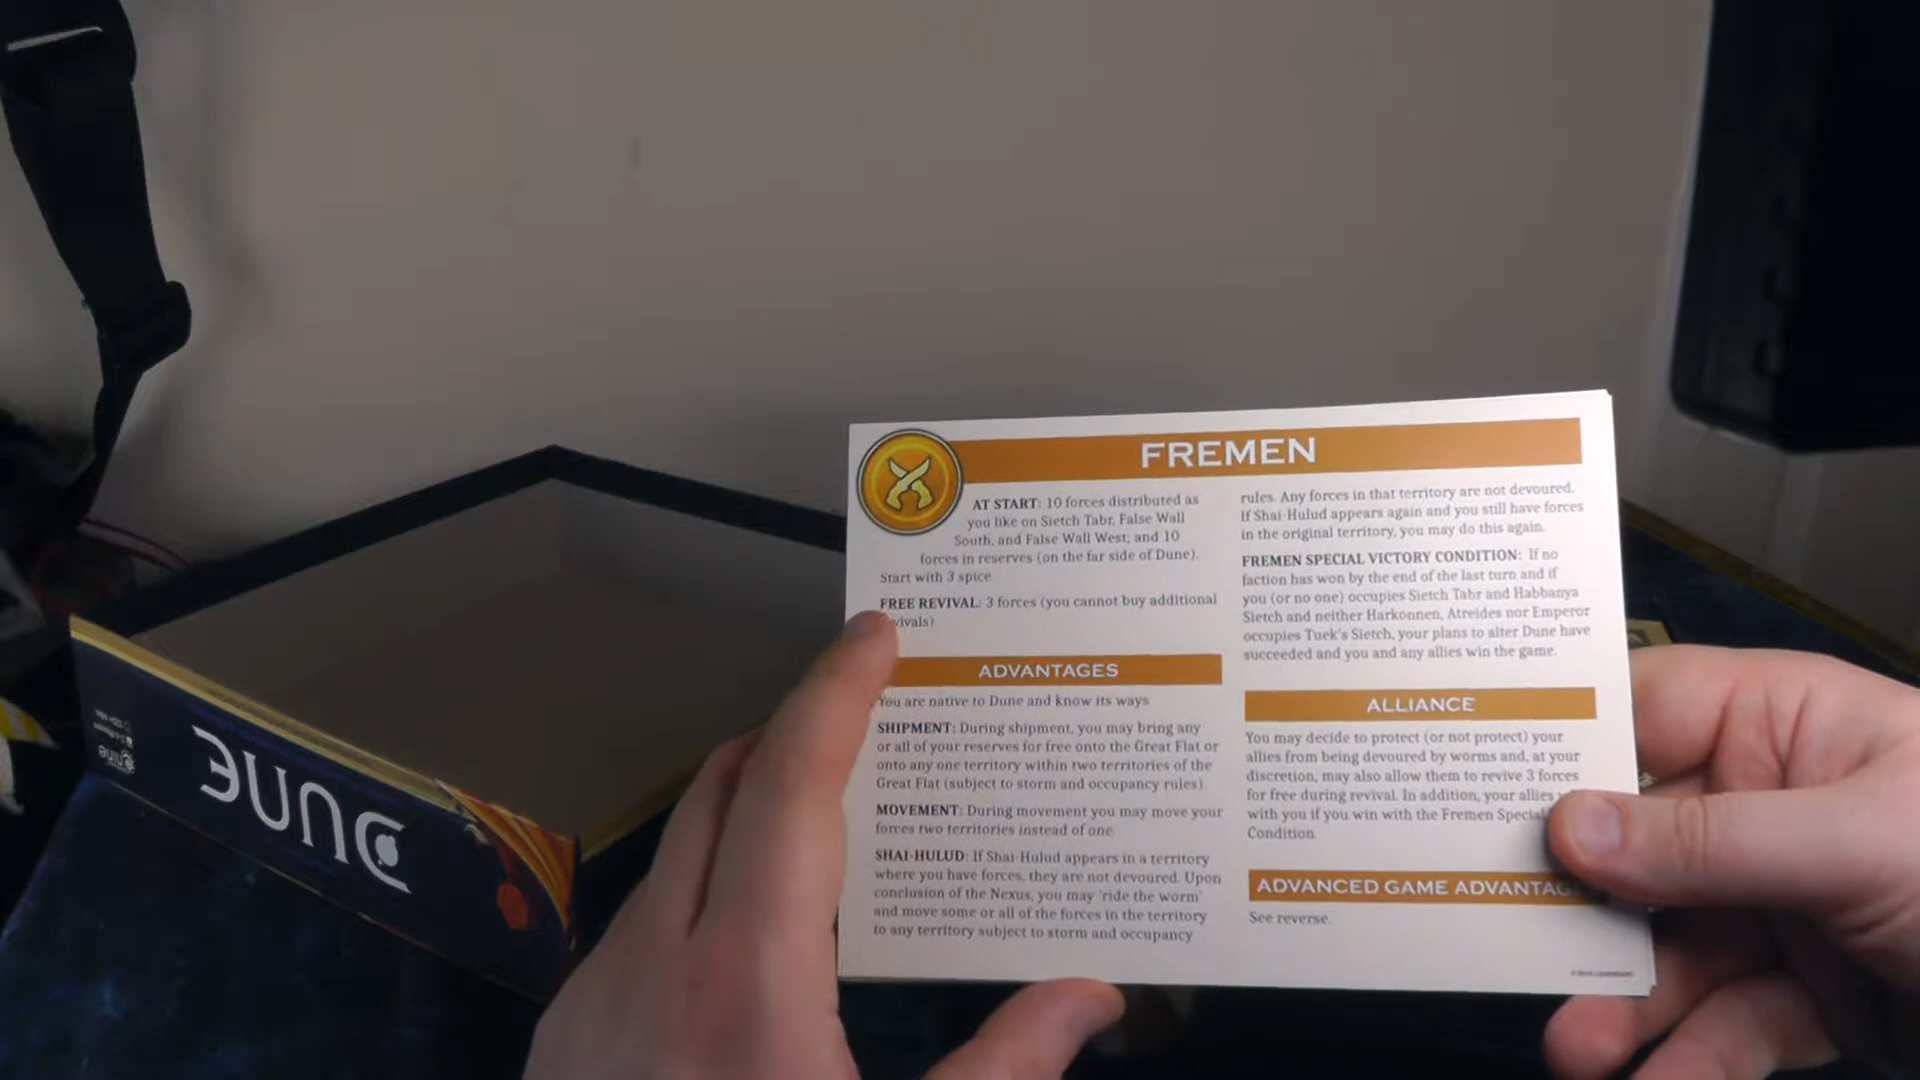 FREMEN
AT START: 10 forces distributed as
you like on Sietch Tabr, False Wall
South, and False Wall West; and 10
forces in reserves (on the far side of Dune).
Start with 3 spice
FREE REVIVAL: 3 forces (you cannot buy additional
vivals)
ADVANTAGES
You are native to Dune and know its ways
SHIPMENT: During shipment, you may bring any
or all of your reserves for free onto the Great Flat or
onto any one territory within two territories of the
Great Flat (subject to storm and occupancy rules)
MOVEMENT: During movement you may move your
forces two territories instead of one
SHAI-HULUD: If Shai-Hulud appears in a territory
where you have forces, they are not devoured. Upon
conclusion of the Nexus, you may 'ride the worm'
and move some or all of the forces in the territory
to any territory subject to storm and occupancy
rules. Any forces in that territory are not devoured.
If Shai-Hulud appears again and you still have forces
in the original territory, you may do this again.
FREMEN SPECIAL VICTORY CONDITION: If no
faction has won by the end of the last turn and if
you (or no one) occupies Sietch Tabr and Habbanya
Sietch and neither Harkonnen, Atreides nor Emperor
occupies Tuek's Sietch, your plans to alter Dune have
succeeded and you and any allies win the game.
ALLIANCE
You may decide to protect (or not protect) your
allies from being devoured by worms and, at your
discretion, may also allow them to revive 3 forces
for free during revival. In addition, your allies
with you if you win with the Fremen Special
Condition.
ADVANCED GAME ADVANTAG
See reverse.
DUNE